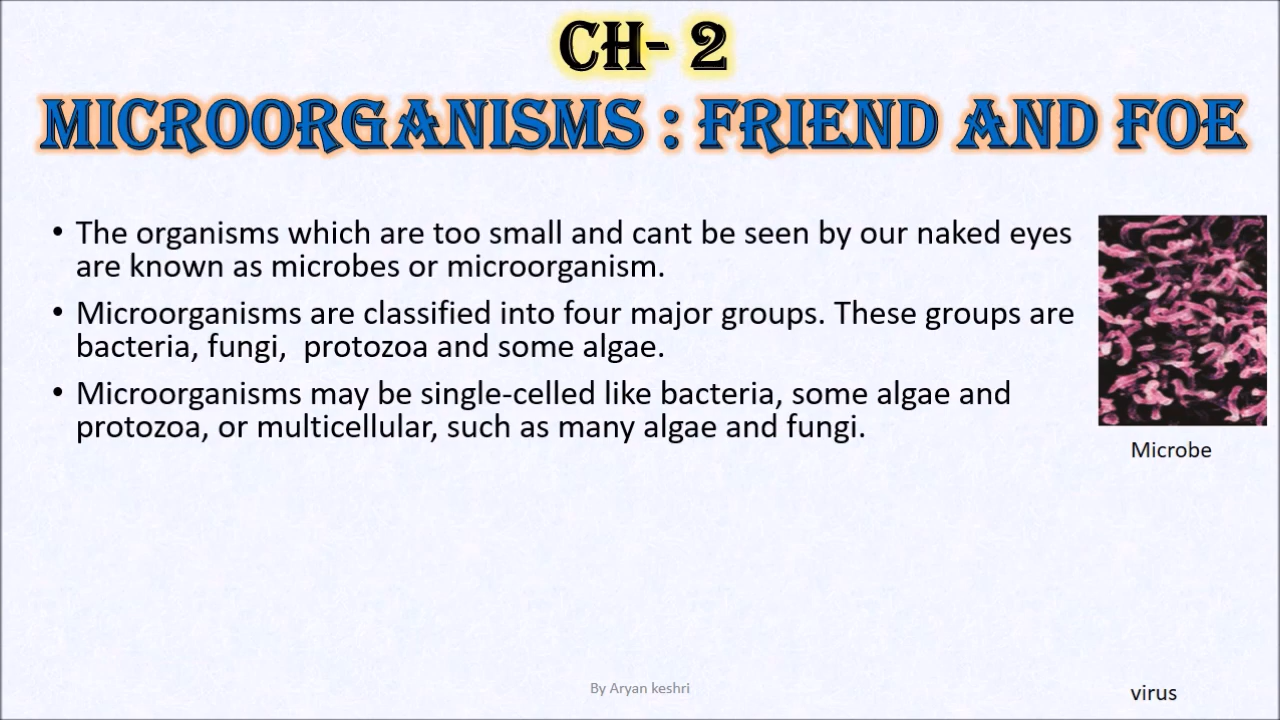 CH- 2
MICROORGANISMS : FRIEND AND FOE
• The organisms which are too small and cant be seen by our naked eyes
are known as microbes or microorganism.
• Microorganisms are classified into four major groups. These groups are
bacteria, fungi,  protozoa and some algae.
• Microorganisms may be single-celled like bacteria, some algae and
protozoa, or multicellular, such as many algae and fungi.
Microbe
By Aryan keshri
virus